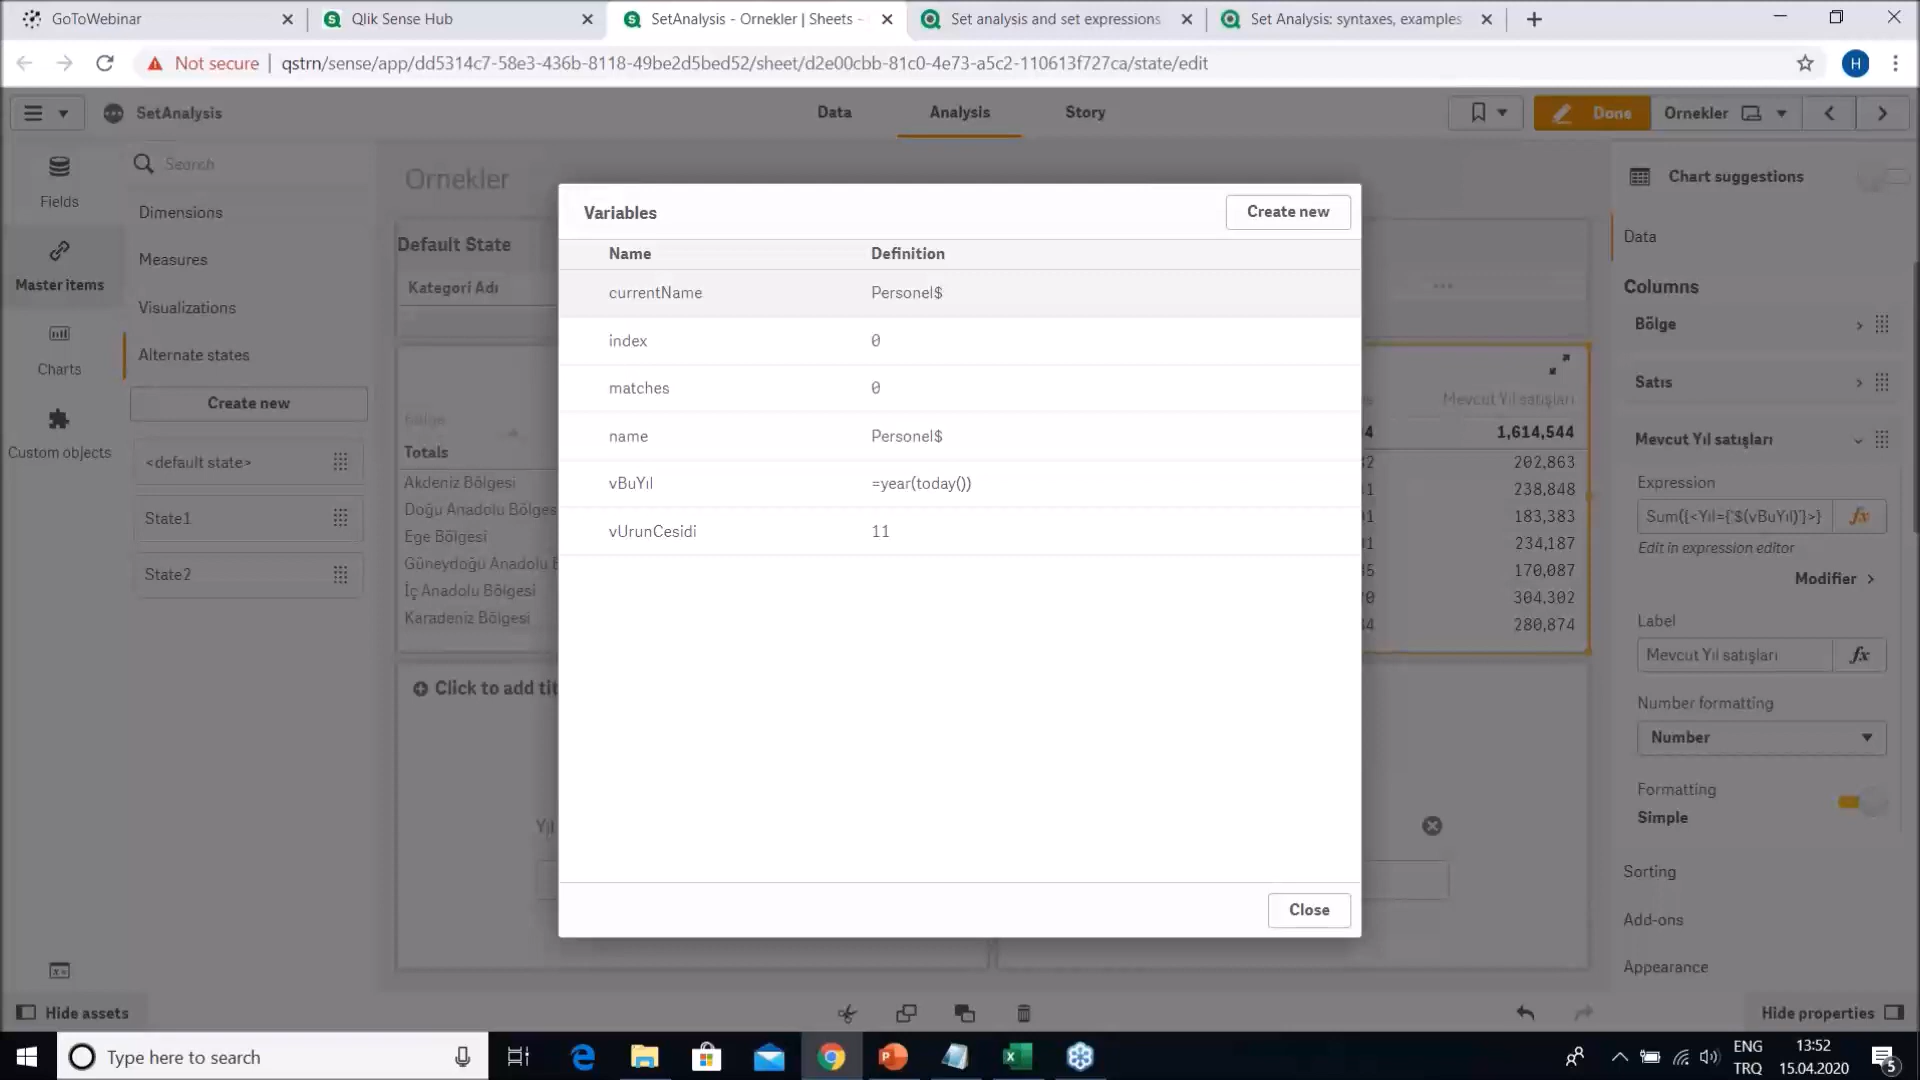 GoToWebinar
Qlik Sense Hub
SetAnalysis - Ornekler | Sheets -
Set analysis and set expressions
Set Analysis: syntaxes, examples
Not secure
qstrn/sense/app/dd5314c7-58e3-436b-8118-49be2d5bed52/sheet/d2e00cbb-81c0-4e73-a5c2-110613f727ca/state/edit
H
SetAnalysis
Data
Analysis
Story
Done
Ornekler
Fields
Master items
Charts
Custom objects
Search
Dimensions
Measures
Visualizations
Alternate states
Create new
<default state>
State1
State2
Ornekler
Default State
Kategori Adı
Bölge
Totals
Akdeniz Bölgesi
Doğu Anadolu Bölges
Ege Bölgesi
Güneydoğu Anadolu B
İç Anadolu Bölgesi
Karadeniz Bölgesi
Click to add tit
Yıl
Variables
Create new
Name Definition
currentName Personel$
index 0
matches 0
name Personel$
vBuYıl =year(today())
vUrunCesidi 11
Close
Mevcut Yıl satışları
1,614,544
202,863
238,848
183,383
234,187
170,087
304,302
280,874
Chart suggestions
Data
Columns
Bölge
Satıs
Mevcut Yıl satışları
Expression
Sum({<Yıl={'$(vBuYıl)'}>}
Edit in expression editor
Modifier
Label
Mevcut Yıl satışları
Number formatting
Number
Formatting
Simple
Sorting
Add-ons
Appearance
Hide assets
Hide properties
Type here to search
ENG
TRQ
13:52
15.04.2020
5